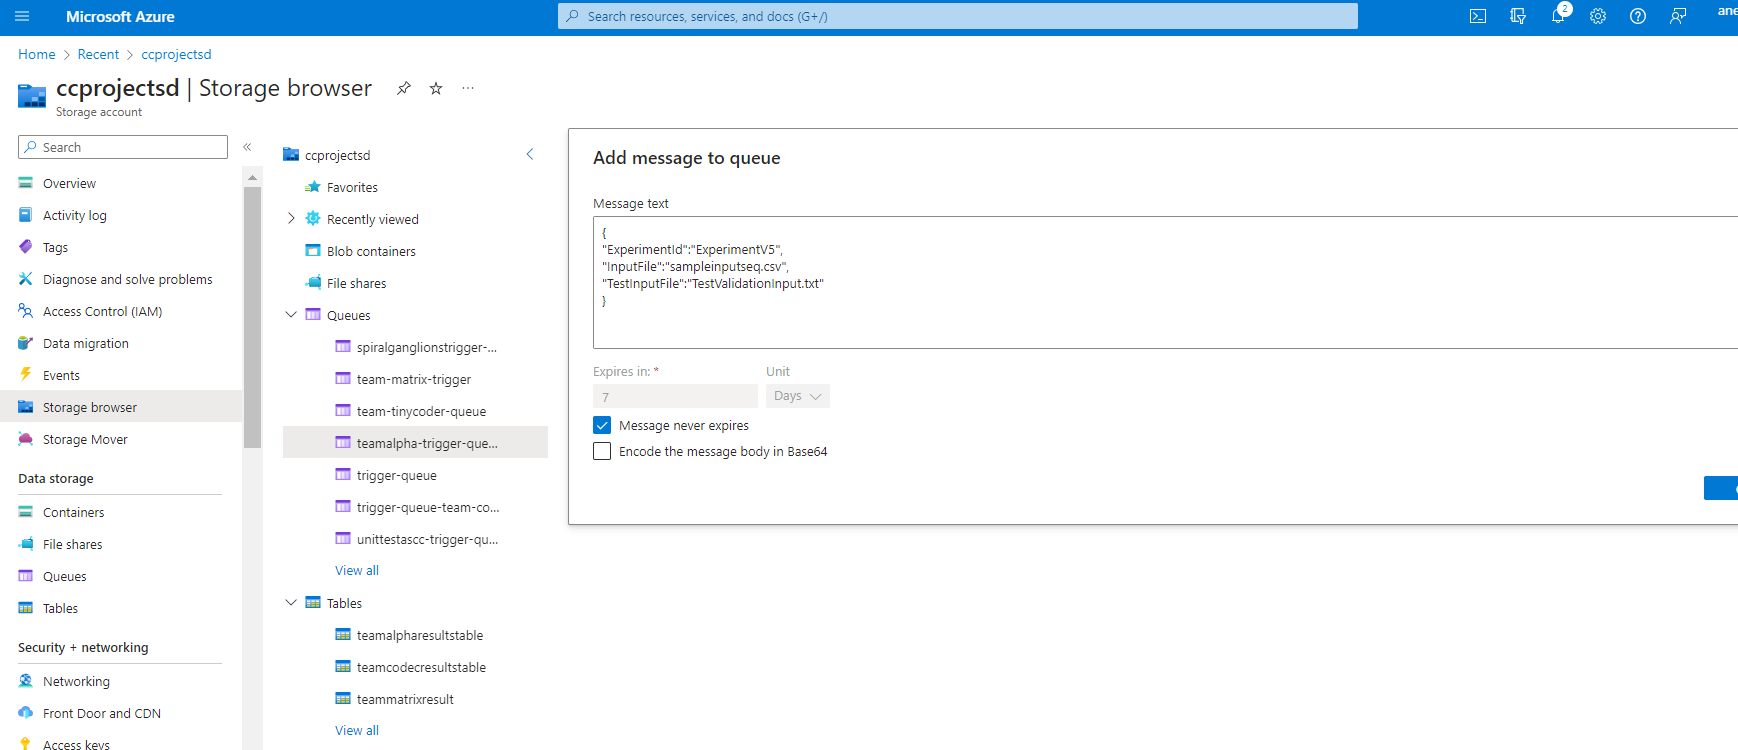 Microsoft Azure
Search resources, services, and docs (G+/)
2
ane
Home > Recent > ccprojectsd
ccprojectsd | Storage browser
Storage account
Search
Overview
Activity log
Tags
Diagnose and solve problems
Access Control (IAM)
Data migration
Events
Storage browser
Storage Mover
Data storage
Containers
File shares
Queues
Tables
Security + networking
Networking
Front Door and CDN
Access keys
ccprojectsd
Favorites
Recently viewed
Blob containers
File shares
Queues
spiralganglionstrigger-...
team-matrix-trigger
team-tinycoder-queue
teamalpha-trigger-que...
trigger-queue
trigger-queue-team-co...
unittestascc-trigger-qu...
View all
Tables
teamalpharesultstable
teamcodecresultstable
teammatrixresult
View all
Add message to queue
Message text
{
"ExperimentId":"ExperimentV5",
"InputFile":"sampleinputseq.csv",
"TestInputFile":"TestValidationInput.txt"
}
Expires in: *
Unit
7
Days
Message never expires
Encode the message body in Base64